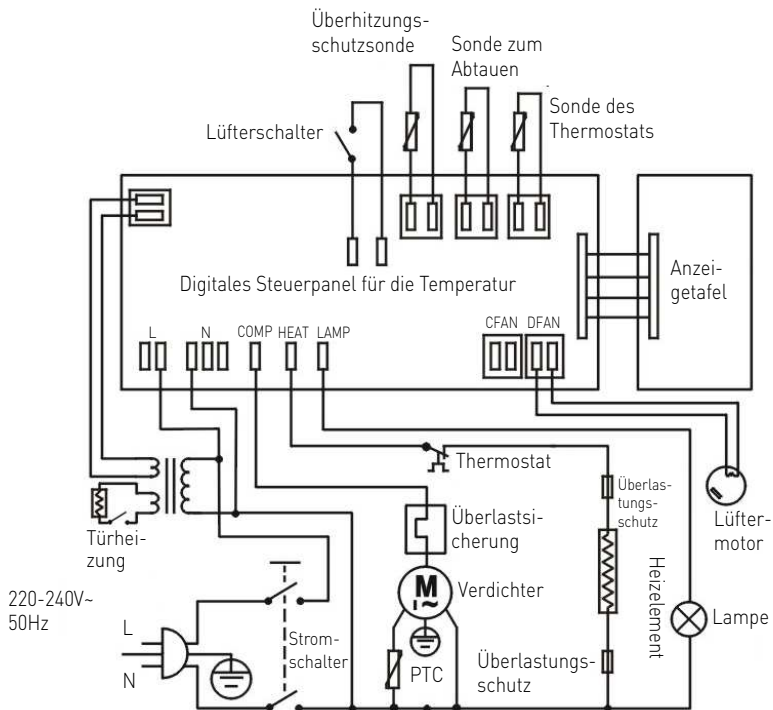 Überhitzungs-
schutzsonde
Sonde zum
Abtauen
Lüfterschalter
Sonde des
Thermostats
Digitales Steuerpanel für die Temperatur
Anzei-
getafel
L
N
COMP
HEAT
LAMP
CFAN
DFAN
Thermostat
Überlas-
tungs-
schutz
Türhei-
zung
Überlastsi-
cherung
Lüfter-
motor
Heizelement
220-240V~
50Hz
L
N
Strom-
schalter
M
I~
Verdichter
PTC
Überlastungs-
schutz
Lampe